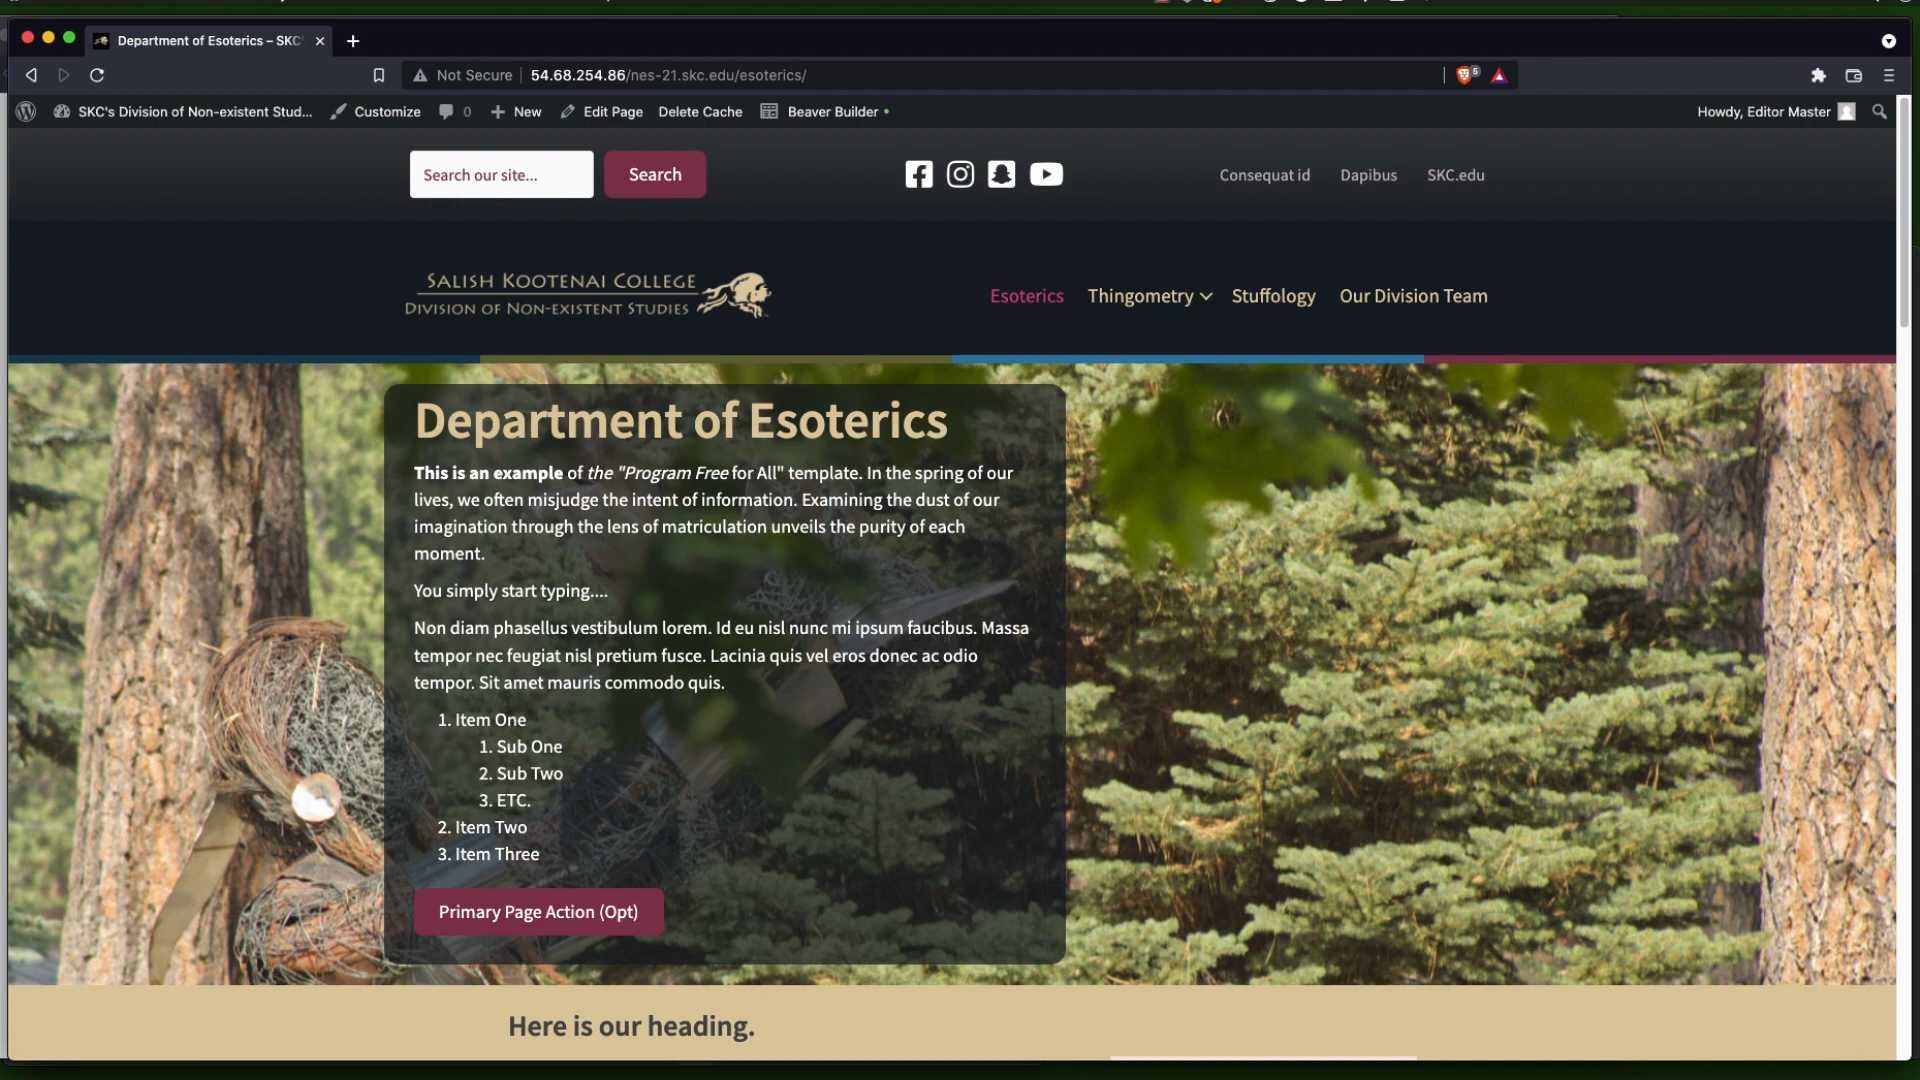 Department of Esoterics – SKC'
Not Secure 54.68.254.86/nes-21.skc.edu/esoterics/
5
SKC's Division of Non-existent Stud... Customize 0 New Edit Page Delete Cache Beaver Builder Howdy, Editor Master
Search our site... Search Consequat id Dapibus SKC.edu
SALISH KOOTENAI COLLEGE
DIVISION OF NON-EXISTENT STUDIES
Esoterics Thingometry Stuffology Our Division Team
Department of Esoterics
This is an example of the "Program Free for All" template. In the spring of our
lives, we often misjudge the intent of information. Examining the dust of our
imagination through the lens of matriculation unveils the purity of each
moment.
You simply start typing....
Non diam phasellus vestibulum lorem. Id eu nisl nunc mi ipsum faucibus. Massa
tempor nec feugiat nisl pretium fusce. Lacinia quis vel eros donec ac odio
tempor. Sit amet mauris commodo quis.
1. Item One
1. Sub One
2. Sub Two
3. ETC.
2. Item Two
3. Item Three
Primary Page Action (Opt)
Here is our heading.